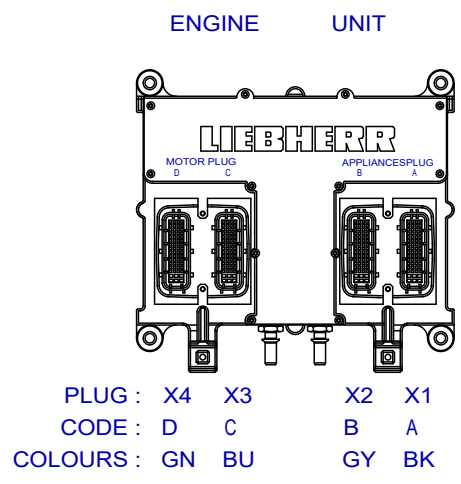 ENGINE UNIT
LIEBHERR
MOTOR PLUG APPLIANCESPLUG
D C B A
PLUG : X4 X3 X2 X1
CODE : D C B A
COLOURS : GN BU GY BK